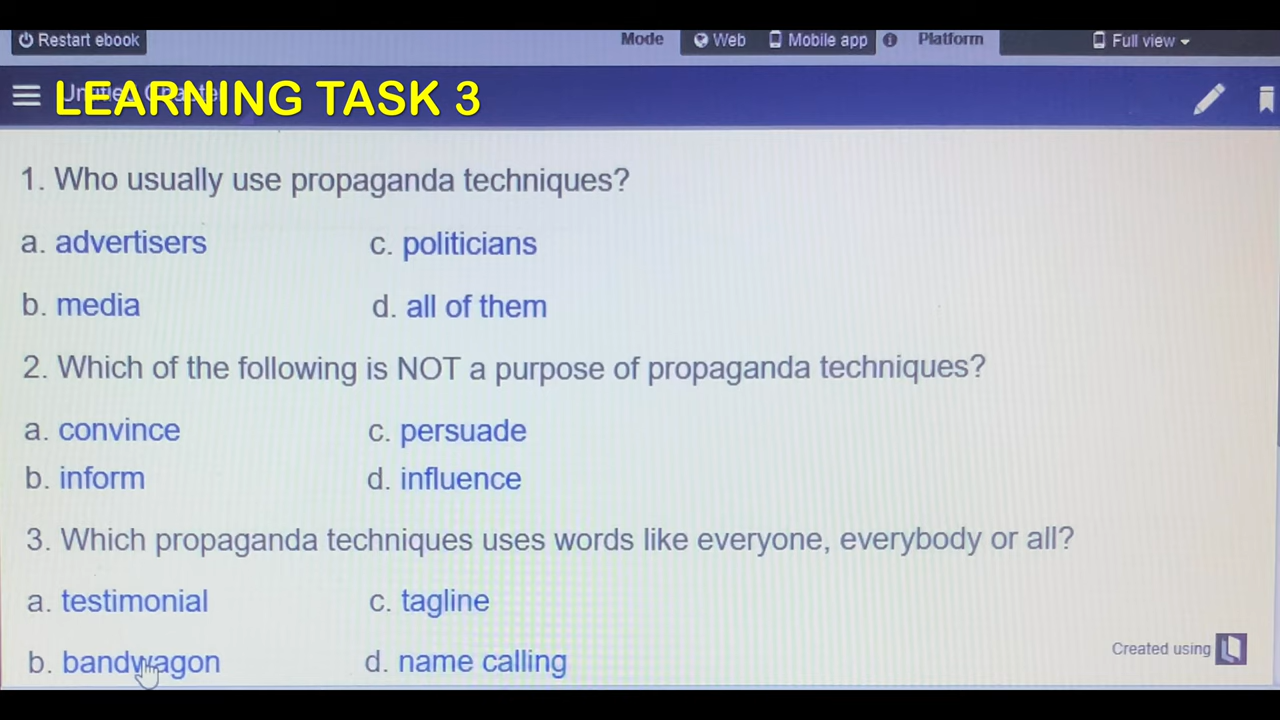 Restart ebook Mode Web Mobile app Platform Full view
LEARNING TASK 3
1. Who usually use propaganda techniques?
a. advertisers c. politicians
b. media d. all of them
2. Which of the following is NOT a purpose of propaganda techniques?
a. convince c. persuade
b. inform d. influence
3. Which propaganda techniques uses words like everyone, everybody or all?
a. testimonial c. tagline
Created using
b. bandwagon d. name calling